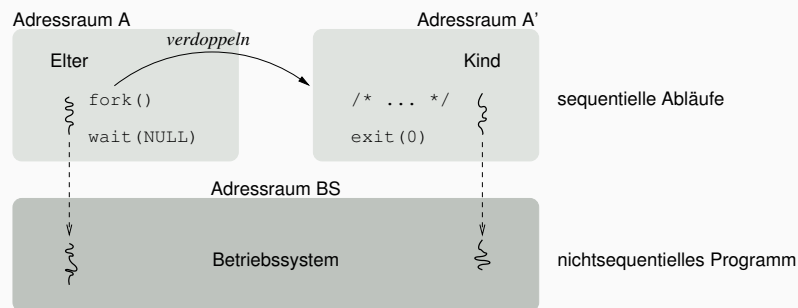 Adressraum A
Adressraum A'
verdoppeln
Elter
Kind
fork()
/* ... */
sequentielle Abläufe
wait(NULL)
exit(0)
Adressraum BS
Betriebssystem
nichtsequentielles Programm